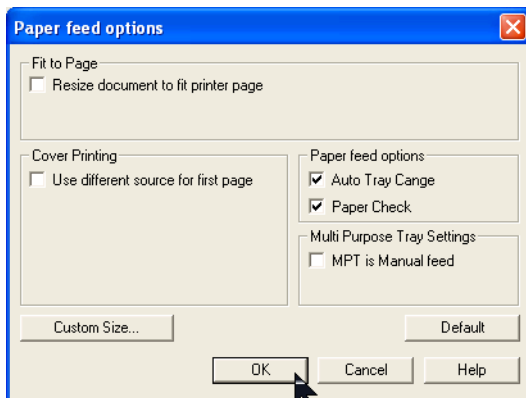 Paper feed options
Fit to Page
Resize document to fit printer page
Cover Printing
Use different source for first page
Paper feed options
Auto Tray Cange
Paper Check
Multi Purpose Tray Settings
MPT is Manual feed
Custom Size...
Default
OK
Cancel
Help